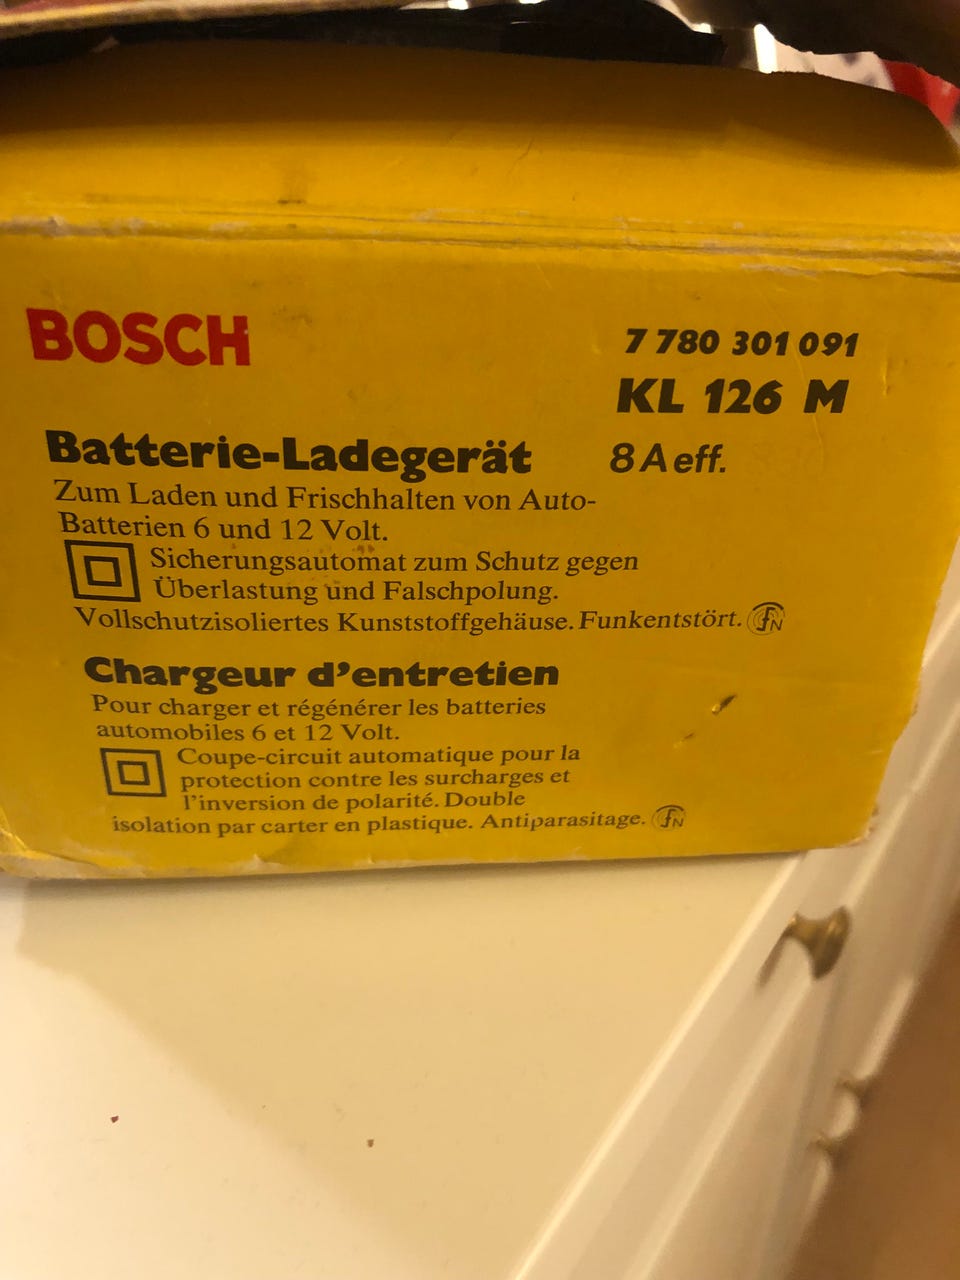 BOSCH
7 780 301 091
KL 126 M
Batterie-Ladegerät
8 A eff.
Zum Laden und Frischhalten von Auto-
Batterien 6 und 12 Volt.
Sicherungsautomat zum Schutz gegen
Überlastung und Falschpolung.
Vollschutzisoliertes Kunststoffgehäuse. Funkentstört. FN
Chargeur d'entretien
Pour charger et régénérer les batteries
automobiles 6 et 12 Volt.
Coupe-circuit automatique pour la
protection contre les surcharges et
l'inversion de polarité. Double
isolation par carter en plastique. Antiparasitage. FN